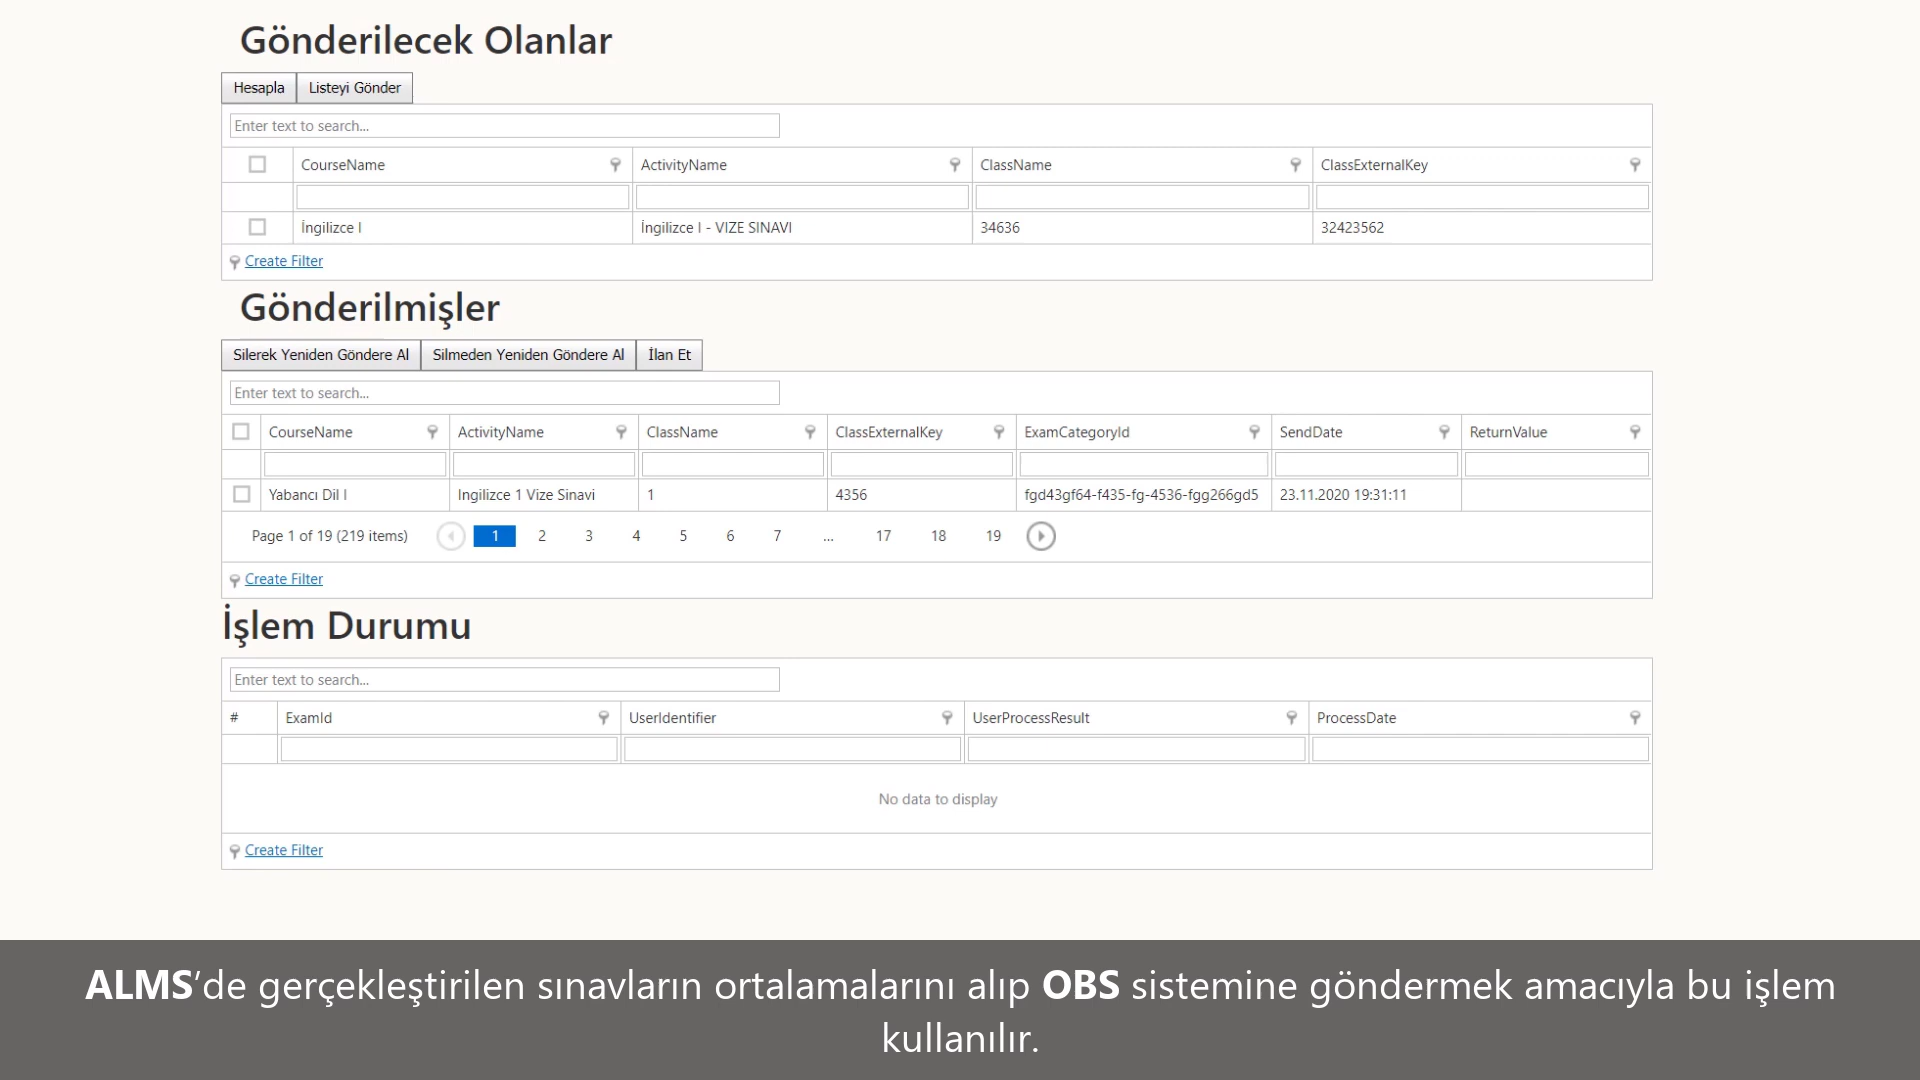 Gönderilecek Olanlar
Hesapla Listeyi Gönder
Enter text to search...
CourseName ActivityName ClassName ClassExternalKey
İngilizce I İngilizce I - VIZE SINAVI 34636 32423562
Create Filter
Gönderilmişler
Silerek Yeniden Göndere Al Silmeden Yeniden Göndere Al İlan Et
Enter text to search...
CourseName ActivityName ClassName ClassExternalKey ExamCategoryId SendDate ReturnValue
Yabancı Dil I Ingilizce 1 Vize Sinavi 1 4356 fgd43gf64-f435-fg-4536-fgg266gd5 23.11.2020 19:31:11
Page 1 of 19 (219 items) 1 2 3 4 5 6 7 ... 17 18 19
Create Filter
İşlem Durumu
Enter text to search...
# ExamId UserIdentifier UserProcessResult ProcessDate
No data to display
Create Filter
ALMS'de gerçekleştirilen sınavların ortalamalarını alıp OBS sistemine göndermek amacıyla bu işlem
kullanılır.